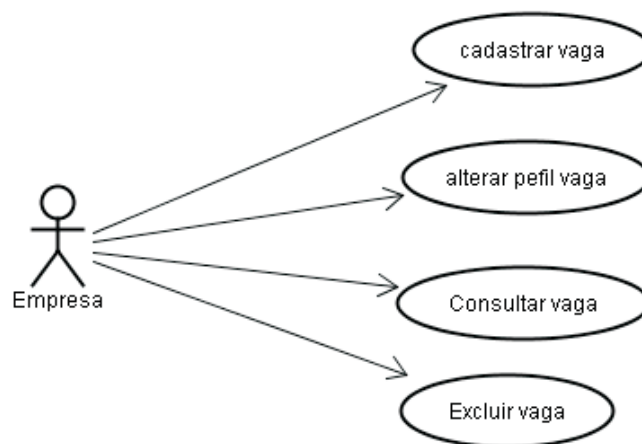 cadastrar vaga
alterar pefil vaga
Empresa
Consultar vaga
Excluir vaga